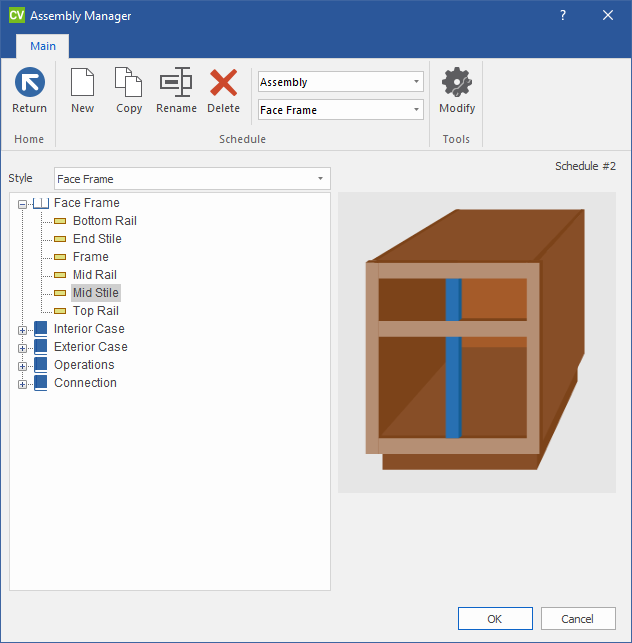 CV Assembly Manager ?
Main
Return New Copy Rename Delete Assembly Face Frame Modify
Home Schedule Tools
Schedule #2
Style Face Frame
Face Frame
Bottom Rail
End Stile
Frame
Mid Rail
Mid Stile
Top Rail
Interior Case
Exterior Case
Operations
Connection
OK Cancel